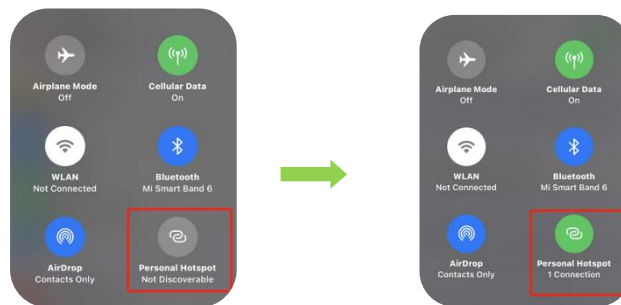 Airplane Mode
Off
Cellular Data
On
WLAN
Not Connected
Bluetooth
Mi Smart Band 6
AirDrop
Contacts Only
Personal Hotspot
Not Discoverable
Airplane Mode
Off
Cellular Data
On
WLAN
Not Connected
Bluetooth
Mi Smart Band 6
AirDrop
Contacts Only
Personal Hotspot
1 Connection